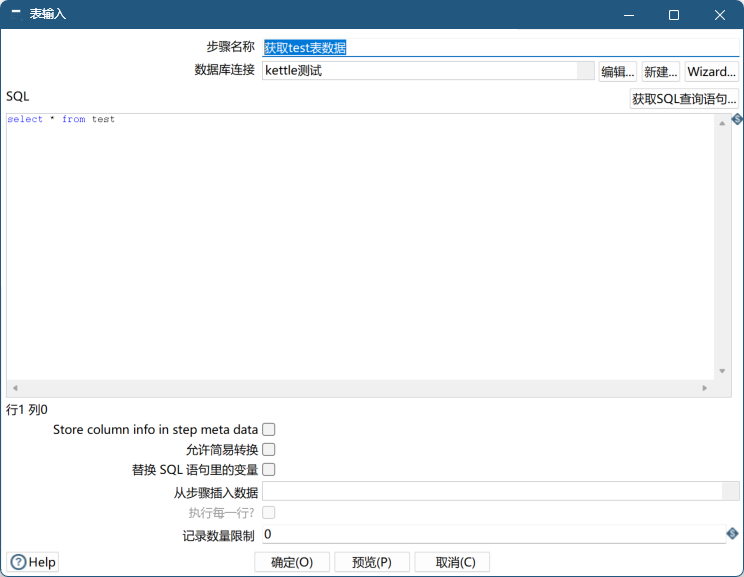 表输入
步骤名称 获取test表数据
数据库连接 kettle测试 编辑... 新建... Wizard...
SQL 获取SQL查询语句...
select * from test
行1 列0
Store column info in step meta data
允许简易转换
替换 SQL 语句里的变量
从步骤插入数据
执行每一行?
记录数量限制 0
Help 确定(O) 预览(P) 取消(C)